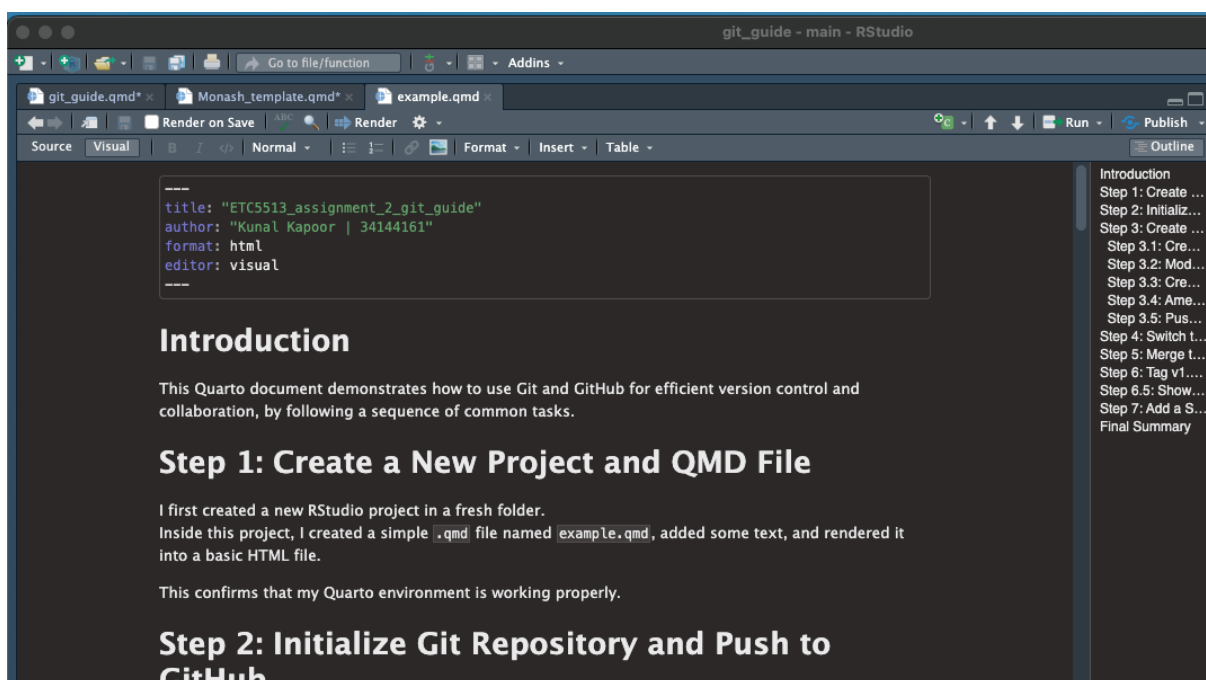 git_guide - main - RStudio
Go to file/function
Addins
git_guide.qmd*
Monash_template.qmd*
example.qmd
Render on Save
ABC
Render
Run
Publish
Source
Visual
B
I
</>
Normal
Format
Insert
Table
Outline
---
title: "ETC5513_assignment_2_git_guide"
author: "Kunal Kapoor | 34144161"
format: html
editor: visual
---
Introduction
This Quarto document demonstrates how to use Git and GitHub for efficient version control and
collaboration, by following a sequence of common tasks.
Step 1: Create a New Project and QMD File
I first created a new RStudio project in a fresh folder.
Inside this project, I created a simple .qmd file named example.qmd, added some text, and rendered it
into a basic HTML file.
This confirms that my Quarto environment is working properly.
Step 2: Initialize Git Repository and Push to
GitHub
Introduction
Step 1: Create ...
Step 2: Initializ...
Step 3: Create ...
Step 3.1: Cre...
Step 3.2: Mod...
Step 3.3: Cre...
Step 3.4: Ame...
Step 3.5: Pus...
Step 4: Switch t...
Step 5: Merge t...
Step 6: Tag v1....
Step 6.5: Show...
Step 7: Add a S...
Final Summary